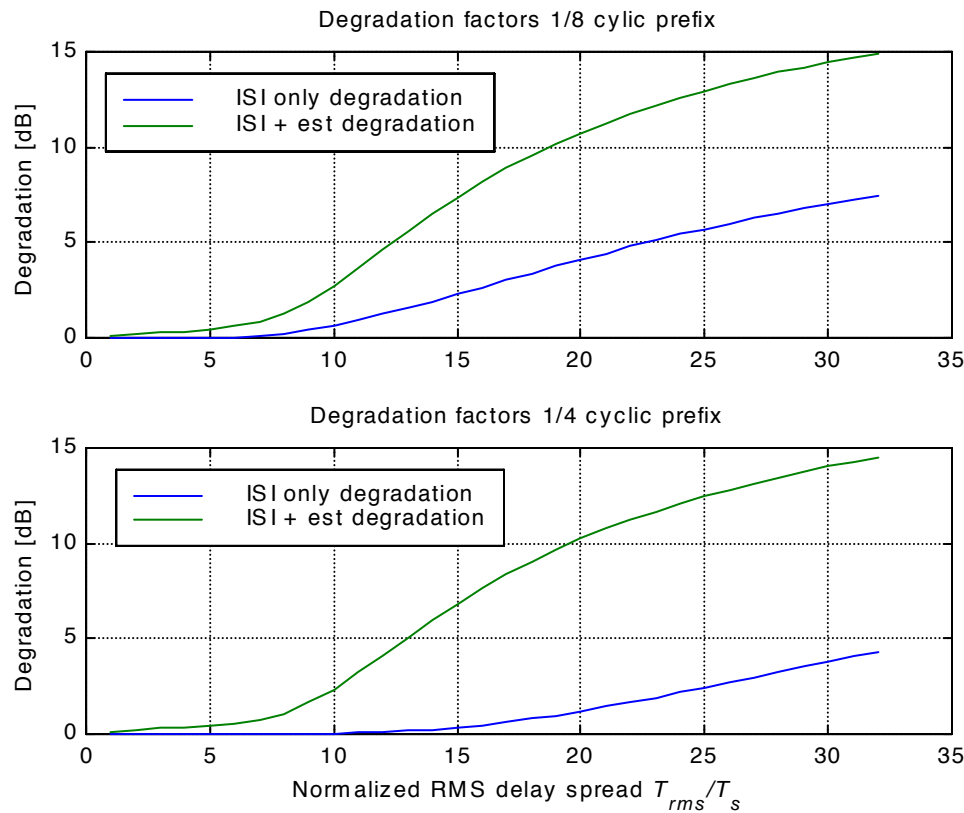 Degradation factors 1/8 cylic prefix
15
10
5
0
Degradation [dB]
ISI only degradation
ISI + est degradation
0 5 10 15 20 25 30 35
Degradation factors 1/4 cyclic prefix
15
10
5
0
Degradation [dB]
ISI only degradation
ISI + est degradation
0 5 10 15 20 25 30 35
Normalized RMS delay spread T_rms/T_s